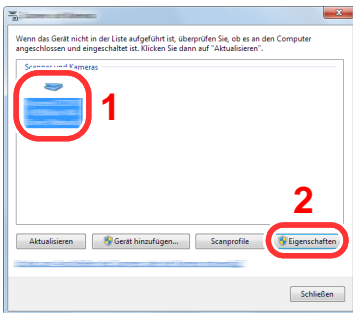 Wenn das Gerät nicht in der Liste aufgeführt ist, überprüfen Sie, ob es an den Computer
angeschlossen und eingeschaltet ist. Klicken Sie dann auf "Aktualisieren".
Scanner und Kameras
1
2
Aktualisieren Gerät hinzufügen... Scanprofile Eigenschaften
Schließen